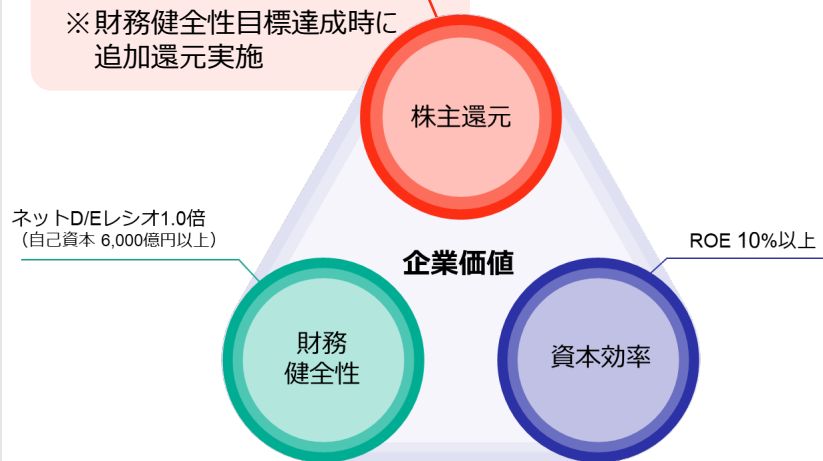 ※財務健全性目標達成時に
追加還元実施
株主還元
ネットD/Eレシオ1.0倍
（自己資本 6,000億円以上）
企業価値
ROE 10%以上
財務
健全性
資本効率